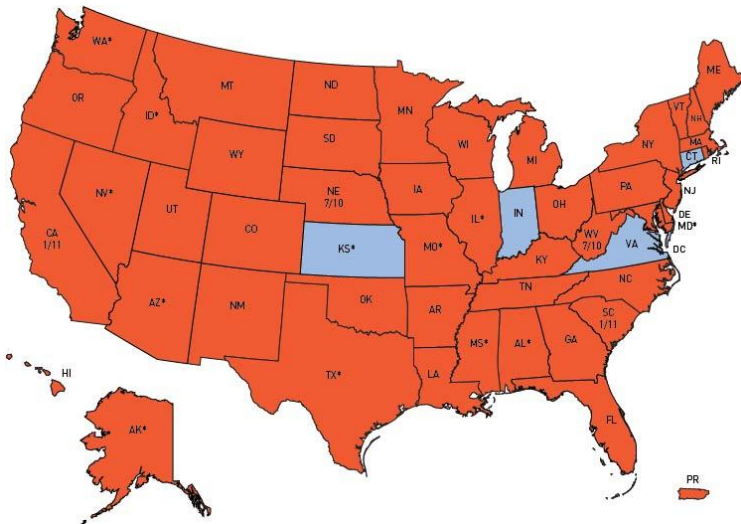 WA*
MT
ND
MN
ME
VT
NH
OR
ID*
SD
WI
NY
MA
CT
RI
WY
MI
NE
7/10
IA
PA
NJ
NV*
UT
CO
IL*
IN
OH
DE
MD*
CA
1/11
KS*
MO*
WV
7/10
VA
DC
KY
AZ*
NM
OK
TN
NC
AR
SC
1/11
MS*
AL*
GA
TX*
LA
HI
FL
AK*
PR